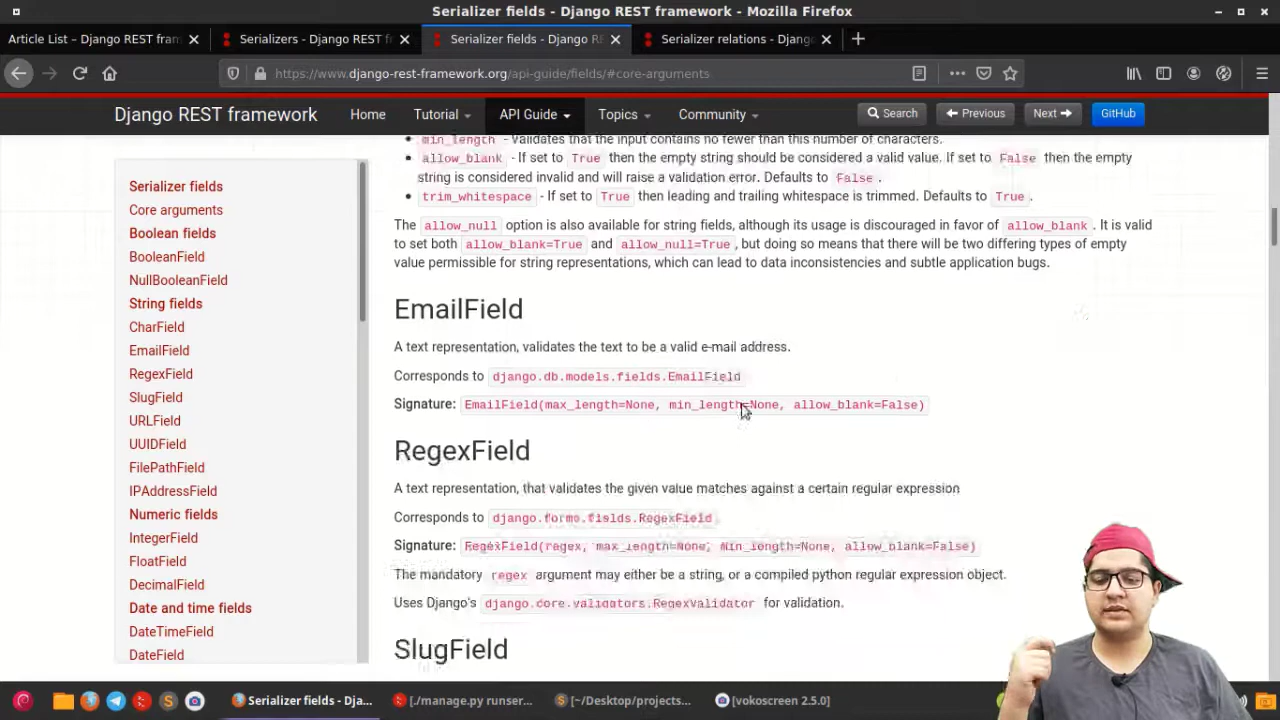 Serializer fields - Django REST framework - Mozilla Firefox
Article List – Django REST fram
Serializers - Django REST f
Serializer fields - Django RE
Serializer relations - Djang
https://www.django-rest-framework.org/api-guide/fields/#core-arguments
Django REST framework
Home
Tutorial
API Guide
Topics
Community
Search
Previous
Next
GitHub
Serializer fields
Core arguments
Boolean fields
BooleanField
NullBooleanField
String fields
CharField
EmailField
RegexField
SlugField
URLField
UUIDField
FilePathField
IPAddressField
Numeric fields
IntegerField
FloatField
DecimalField
Date and time fields
DateTimeField
DateField
min_length - Validates that the input contains no fewer than this number of characters.
allow_blank - If set to True then the empty string should be considered a valid value. If set to False then the empty
string is considered invalid and will raise a validation error. Defaults to False .
trim_whitespace - If set to True then leading and trailing whitespace is trimmed. Defaults to True .
The allow_null option is also available for string fields, although its usage is discouraged in favor of allow_blank . It is valid
to set both allow_blank=True and allow_null=True , but doing so means that there will be two differing types of empty
value permissible for string representations, which can lead to data inconsistencies and subtle application bugs.
EmailField
A text representation, validates the text to be a valid e-mail address.
Corresponds to django.db.models.fields.EmailField
Signature: EmailField(max_length=None, min_length=None, allow_blank=False)
RegexField
A text representation, that validates the given value matches against a certain regular expression
Corresponds to django.forms.fields.RegexField
Signature: RegexField(regex, max_length=None, min_length=None, allow_blank=False)
The mandatory regex argument may either be a string, or a compiled python regular expression object.
Uses Django's django.core.validators.RegexValidator for validation.
SlugField
Serializer fields - Dja...
[./manage.py runser...
[~/Desktop/projects...
[vokoscreen 2.5.0]